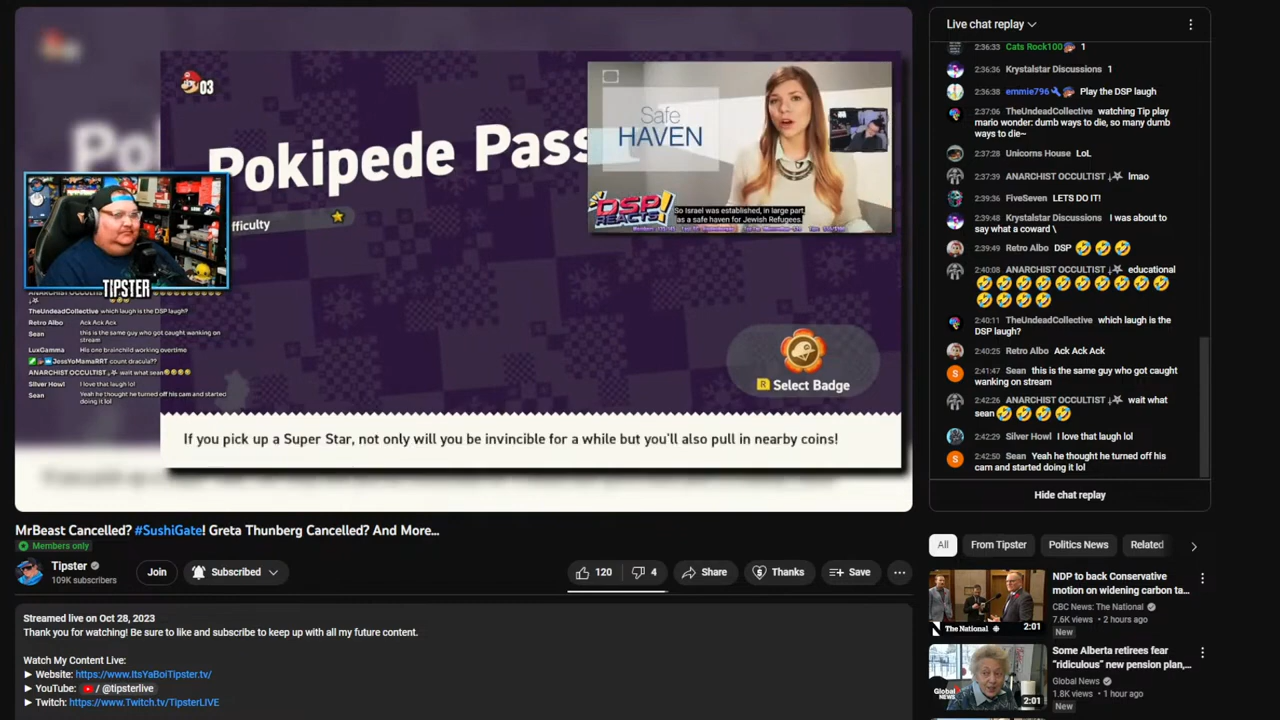 03
Pokipede Pass
fficulty
R Select Badge
If you pick up a Super Star, not only will you be invincible for a while but you'll also pull in nearby coins!
Safe
HAVEN
DSP
REACTS!
So Israel was established, in large part,
as a safe haven for Jewish Refugees.
TIPSTER
TheUndeadCollective which laugh is the
DSP laugh?
Retro Albo Ack Ack Ack
Sean this is the same guy who got caught wanking on
stream
LuxGamma His one brainchild working overtime
JossYoMamaRRT count dracula??
ANARCHIST OCCULTIST wait what sean
Silver Howl I love that laugh lol
Sean Yeah he thought he turned off his cam and started
doing it lol
MrBeast Cancelled? #SushiGate! Greta Thunberg Cancelled? And More...
Members only
Tipster
109K subscribers
Join
Subscribed
120
4
Share
Thanks
Save
Streamed live on Oct 28, 2023
Thank you for watching! Be sure to like and subscribe to keep up with all my future content.
Watch My Content Live:
► Website: https://www.ItsYaBoiTipster.tv/
► YouTube: / @tipsterlive
► Twitch: https://www.Twitch.tv/TipsterLIVE
Live chat replay
2:36:33 Cats Rock100 1
2:36:36 Krystalstar Discussions 1
2:36:38 emmie796 Play the DSP laugh
2:37:06 TheUndeadCollective watching Tip play
mario wonder: dumb ways to die, so many dumb
ways to die~
2:37:28 Unicorns House LoL
2:37:39 ANARCHIST OCCULTIST lmao
2:39:36 FiveSeven LETS DO IT!
2:39:48 Krystalstar Discussions I was about to
say what a coward \
2:39:49 Retro Albo DSP 🤣🤣🤣
2:40:08 ANARCHIST OCCULTIST educational
🤣🤣🤣🤣🤣🤣🤣🤣🤣🤣
🤣🤣🤣🤣
2:40:11 TheUndeadCollective which laugh is the
DSP laugh?
2:40:25 Retro Albo Ack Ack Ack
2:41:47 Sean this is the same guy who got caught
wanking on stream
2:42:26 ANARCHIST OCCULTIST wait what
sean🤣🤣🤣🤣
2:42:29 Silver Howl I love that laugh lol
2:42:50 Sean Yeah he thought he turned off his
cam and started doing it lol
Hide chat replay
All
From Tipster
Politics News
Related
NDP to back Conservative
motion on widening carbon ta...
CBC News: The National
7.6K views • 2 hours ago
New
The National
2:01
Some Alberta retirees fear
“ridiculous” new pension plan,...
Global News
1.8K views • 1 hour ago
New
Global
NEWS
2:01